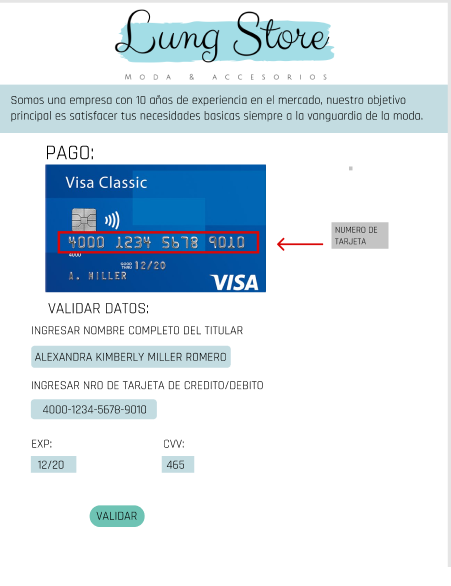 Lung Store
MODA & ACCESORIOS
Somos una empresa con 10 años de experiencia en el mercado, nuestro objetivo
principal es satisfacer tus necesidades basicas siempre a la vanguardia de la moda.
PAGO:
Visa Classic
4000 1234 5678 9010
NUMERO DE
TARJETA
4000
GOOD
THRU 12/20
A. MILLER
VISA
VALIDAR DATOS:
INGRESAR NOMBRE COMPLETO DEL TITULAR
ALEXANDRA KIMBERLY MILLER ROMERO
INGRESAR NRO DE TARJETA DE CREDITO/DEBITO
4000-1234-5678-9010
EXP: CVV:
12/20 465
VALIDAR